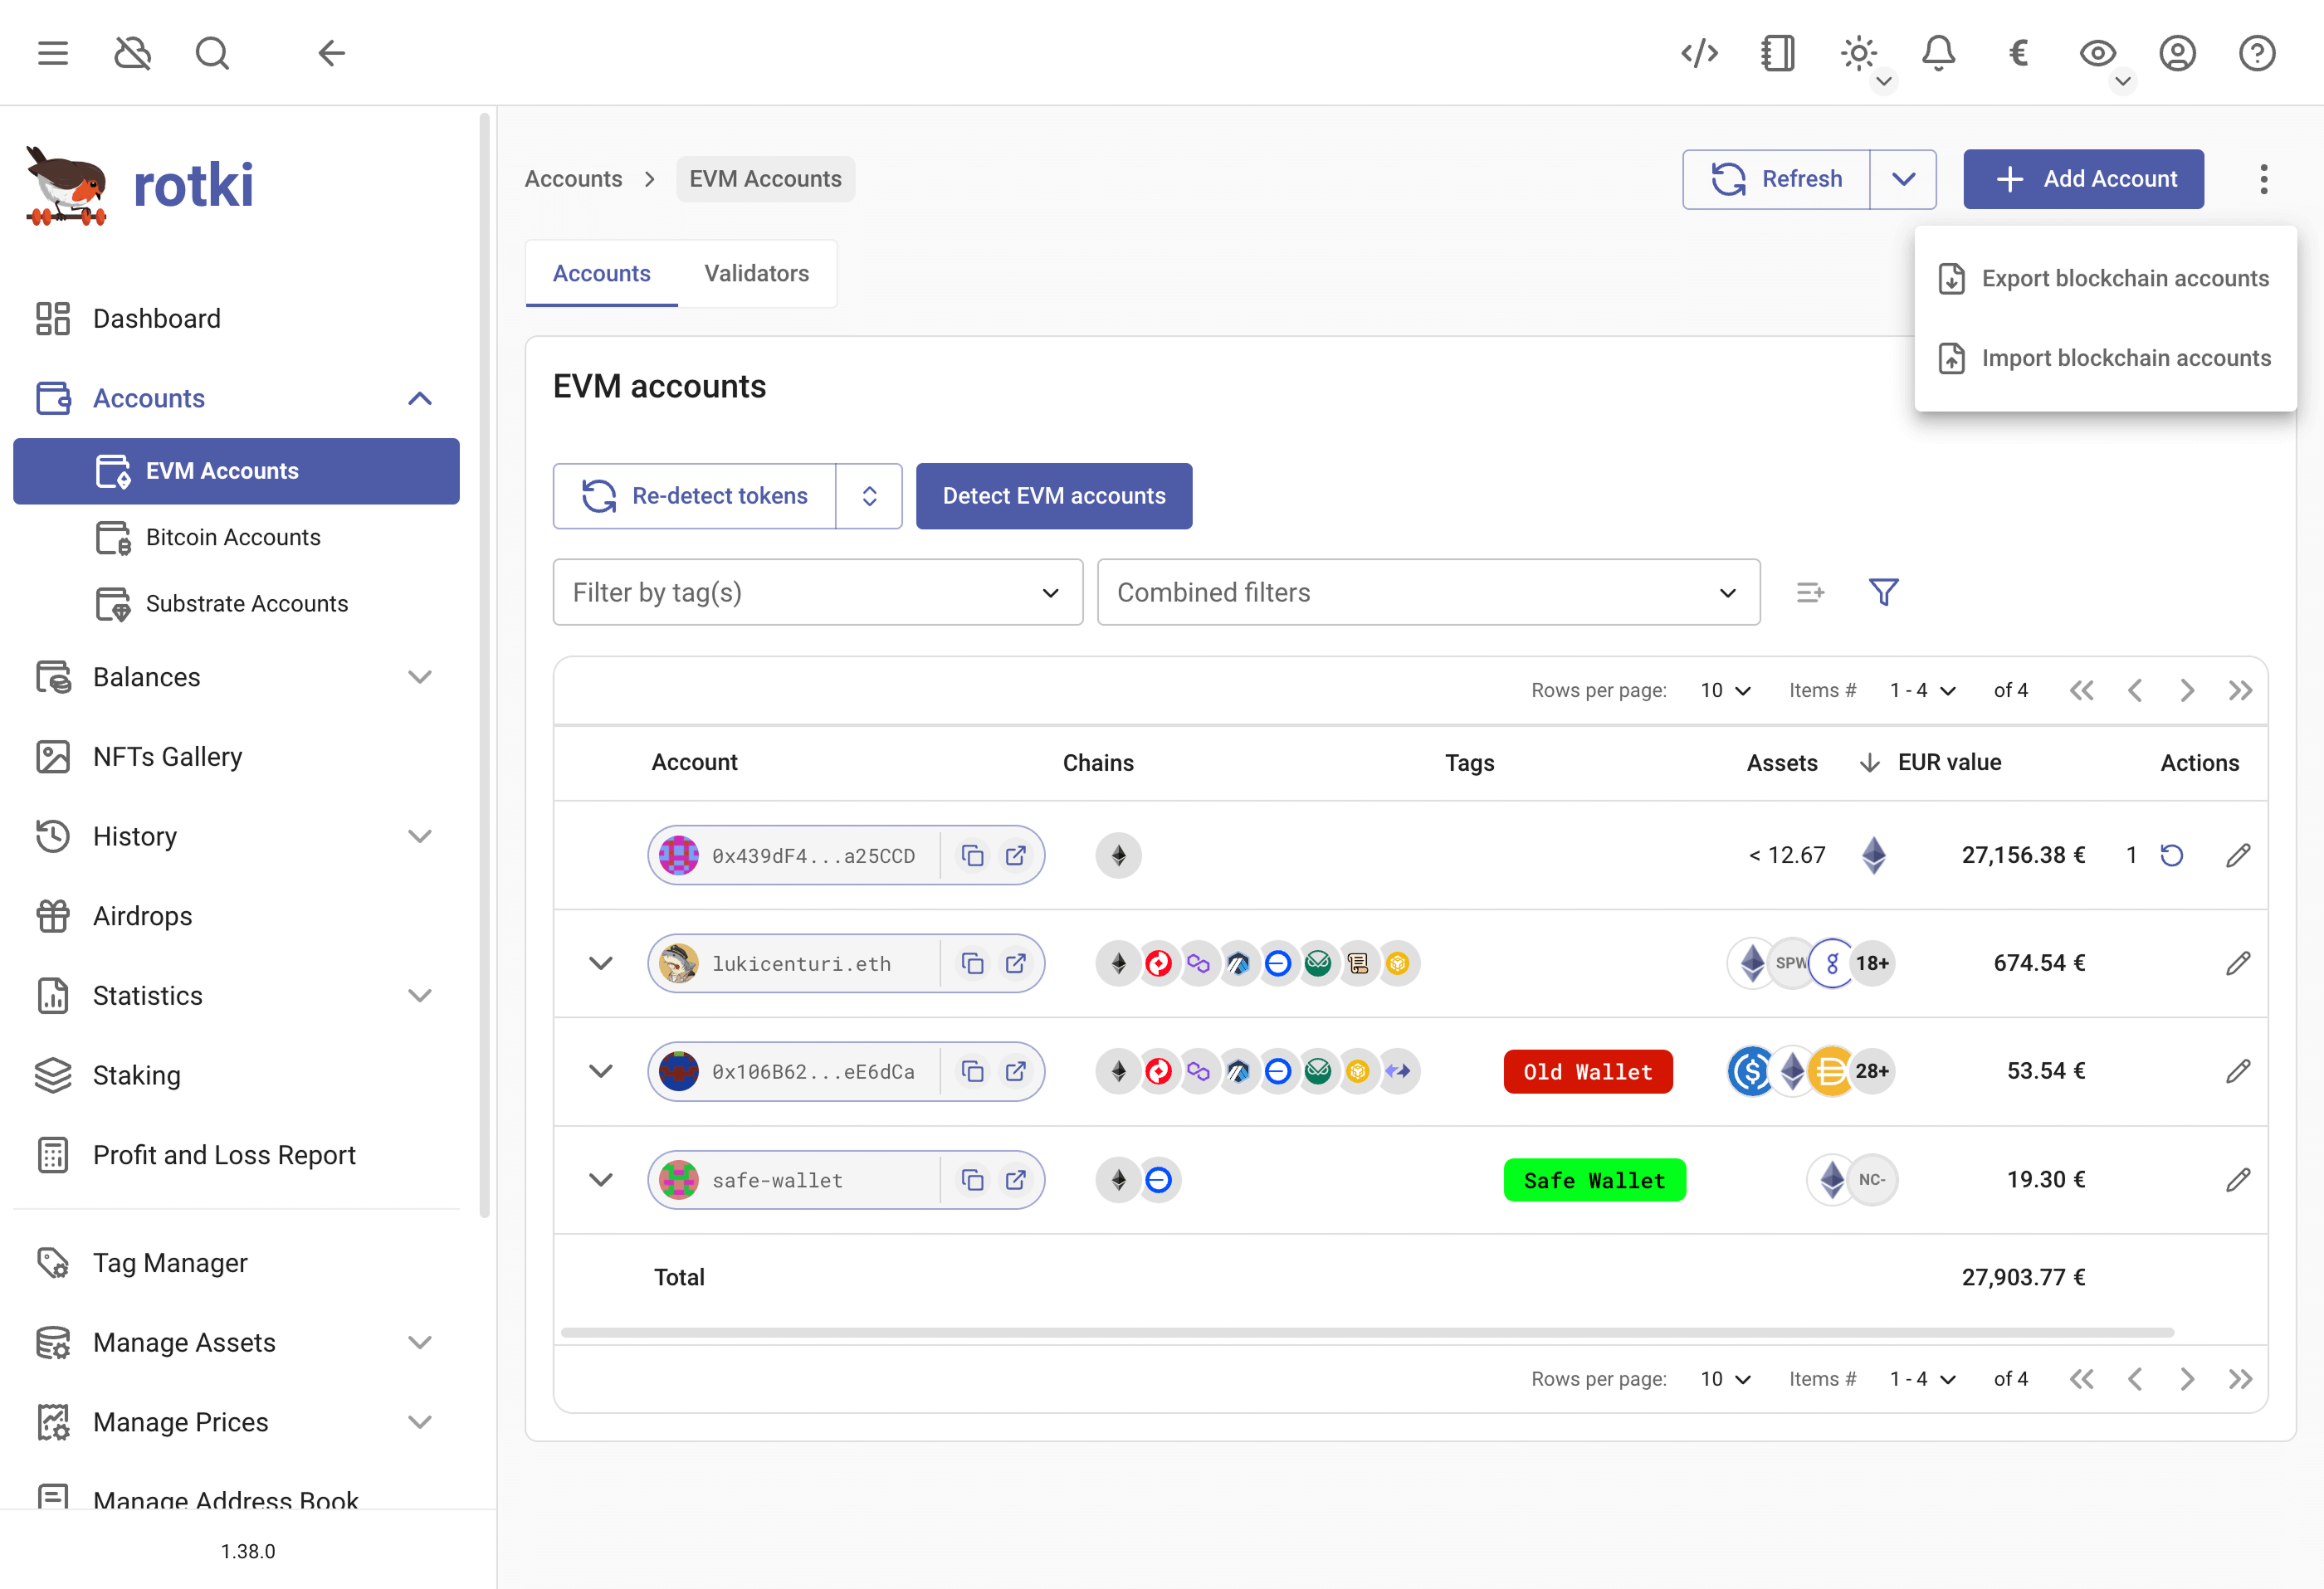 rotki
Dashboard
Accounts
EVM Accounts
Bitcoin Accounts
Substrate Accounts
Balances
NFTs Gallery
History
Airdrops
Statistics
Staking
Profit and Loss Report
Tag Manager
Manage Assets
Manage Prices
Manage Address Book
1.38.0
Accounts > EVM Accounts
Refresh
Add Account
Export blockchain accounts
Import blockchain accounts
Accounts Validators
EVM accounts
Re-detect tokens Detect EVM accounts
Filter by tag(s) Combined filters
Rows per page: 10 Items # 1 - 4 of 4
Account Chains Tags Assets EUR value Actions
0x439dF4...a25CCD < 12.67 27,156.38 € 1
lukicenturi.eth SPW 18+ 674.54 €
0x106B62...eE6dCa Old Wallet 28+ 53.54 €
safe-wallet Safe Wallet NC- 19.30 €
Total 27,903.77 €
Rows per page: 10 Items # 1 - 4 of 4